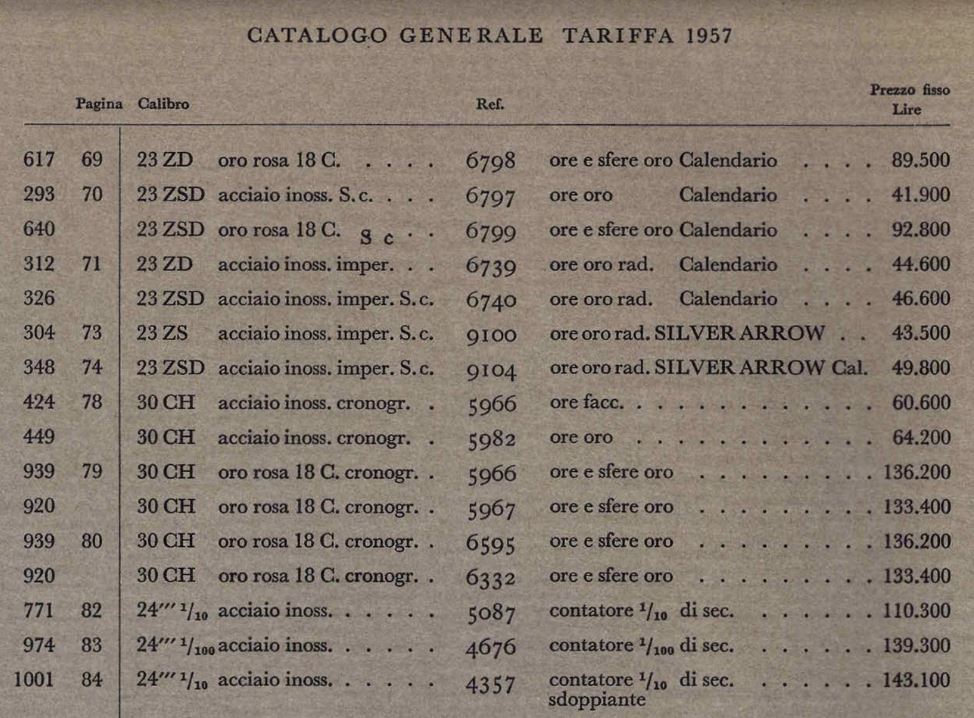 CATALOGO GENERALE TARIFFA 1957
Pagina Calibro Ref. Prezzo fisso Lire
617 69 23 ZD oro rosa 18 C. . . . . 6798 ore e sfere oro Calendario . . . . 89.500
293 70 23 ZSD acciaio inoss. S.c. . . . 6797 ore oro Calendario . . . . 41.900
640 23 ZSD oro rosa 18 C. S c . . 6799 ore e sfere oro Calendario . . . . 92.800
312 71 23 ZD acciaio inoss. imper. . . 6739 ore oro rad. Calendario . . . . 44.600
326 23 ZSD acciaio inoss. imper. S.c. 6740 ore oro rad. Calendario . . . . 46.600
304 73 23 ZS acciaio inoss. imper. S.c. 9100 ore oro rad. SILVER ARROW . . 43.500
348 74 23 ZSD acciaio inoss. imper. S.c. 9104 ore oro rad. SILVER ARROW Cal. 49.800
424 78 30 CH acciaio inoss. cronogr. . 5966 ore facc. . . . . . . . . . . . . 60.600
449 30 CH acciaio inoss. cronogr. . 5982 ore oro . . . . . . . . . . . . 64.200
939 79 30 CH oro rosa 18 C. cronogr. . 5966 ore e sfere oro . . . . . . . . . 136.200
920 30 CH oro rosa 18 C. cronogr. . 5967 ore e sfere oro . . . . . . . . . 133.400
939 80 30 CH oro rosa 18 C. cronogr. . 6595 ore e sfere oro . . . . . . . . . 136.200
920 30 CH oro rosa 18 C. cronogr. . 6332 ore e sfere oro . . . . . . . . . 133.400
771 82 24‴ 1/10 acciaio inoss. . . . . . 5087 contatore 1/10 di sec. . . . . . . 110.300
974 83 24‴ 1/100 acciaio inoss. . . . . . 4676 contatore 1/100 di sec. . . . . . . 139.300
1001 84 24‴ 1/10 acciaio inoss. . . . . . 4357 contatore 1/10 di sec. . . . . . . 143.100
sdoppiante